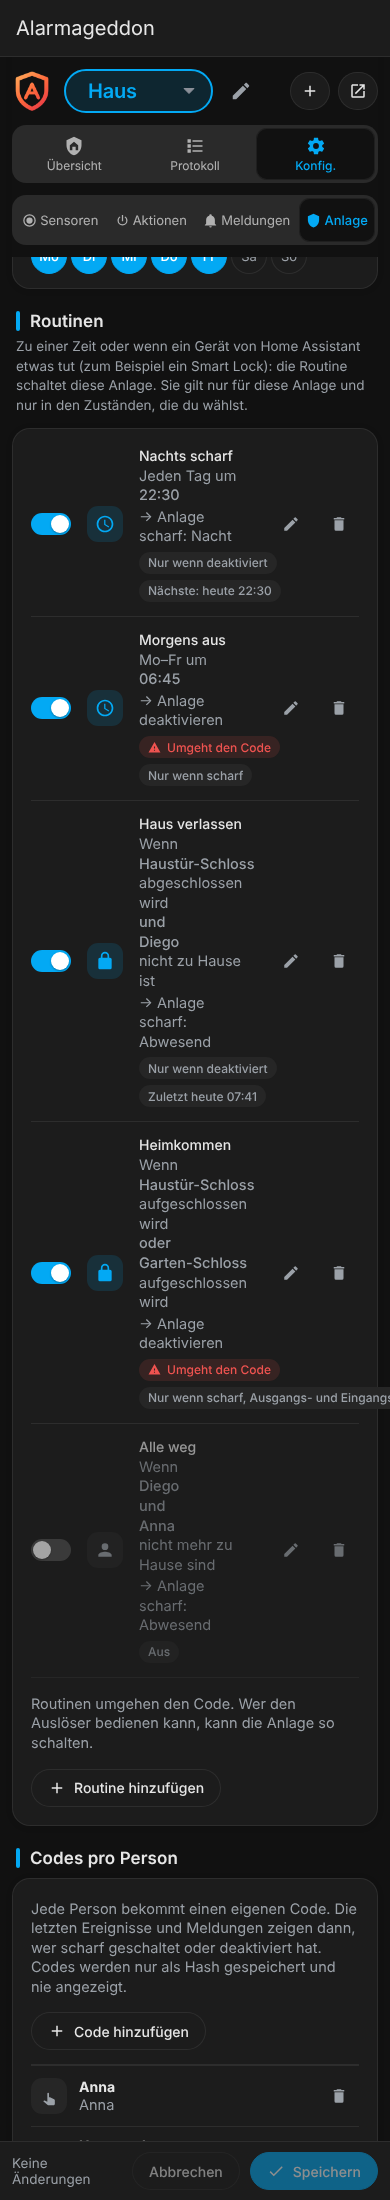 Alarmageddon
Haus
Übersicht
Protokoll
Konfig.
Sensoren
Aktionen
Meldungen
Anlage
Mo Di Mi Do Fr Sa So
Routinen
Zu einer Zeit oder wenn ein Gerät von Home Assistant
etwas tut (zum Beispiel ein Smart Lock): die Routine
schaltet diese Anlage. Sie gilt nur für diese Anlage und
nur in den Zuständen, die du wählst.
Nachts scharf
Jeden Tag um
22:30
→ Anlage
scharf: Nacht
Nur wenn deaktiviert
Nächste: heute 22:30
Morgens aus
Mo–Fr um
06:45
→ Anlage
deaktivieren
Umgeht den Code
Nur wenn scharf
Haus verlassen
Wenn
Haustür-Schloss
abgeschlossen
wird
und
Diego
nicht zu Hause
ist
→ Anlage
scharf:
Abwesend
Nur wenn deaktiviert
Zuletzt heute 07:41
Heimkommen
Wenn
Haustür-Schloss
aufgeschlossen
wird
oder
Garten-Schloss
aufgeschlossen
wird
→ Anlage
deaktivieren
Umgeht den Code
Nur wenn scharf, Ausgangs- und Eingangs
Alle weg
Wenn
Diego
und
Anna
nicht mehr zu
Hause sind
→ Anlage
scharf:
Abwesend
Aus
Routinen umgehen den Code. Wer den
Auslöser bedienen kann, kann die Anlage so
schalten.
Routine hinzufügen
Codes pro Person
Jede Person bekommt einen eigenen Code. Die
letzten Ereignisse und Meldungen zeigen dann,
wer scharf geschaltet oder deaktiviert hat.
Codes werden nur als Hash gespeichert und
nie angezeigt.
Code hinzufügen
Anna
Anna
Keine
Änderungen
Abbrechen
Speichern